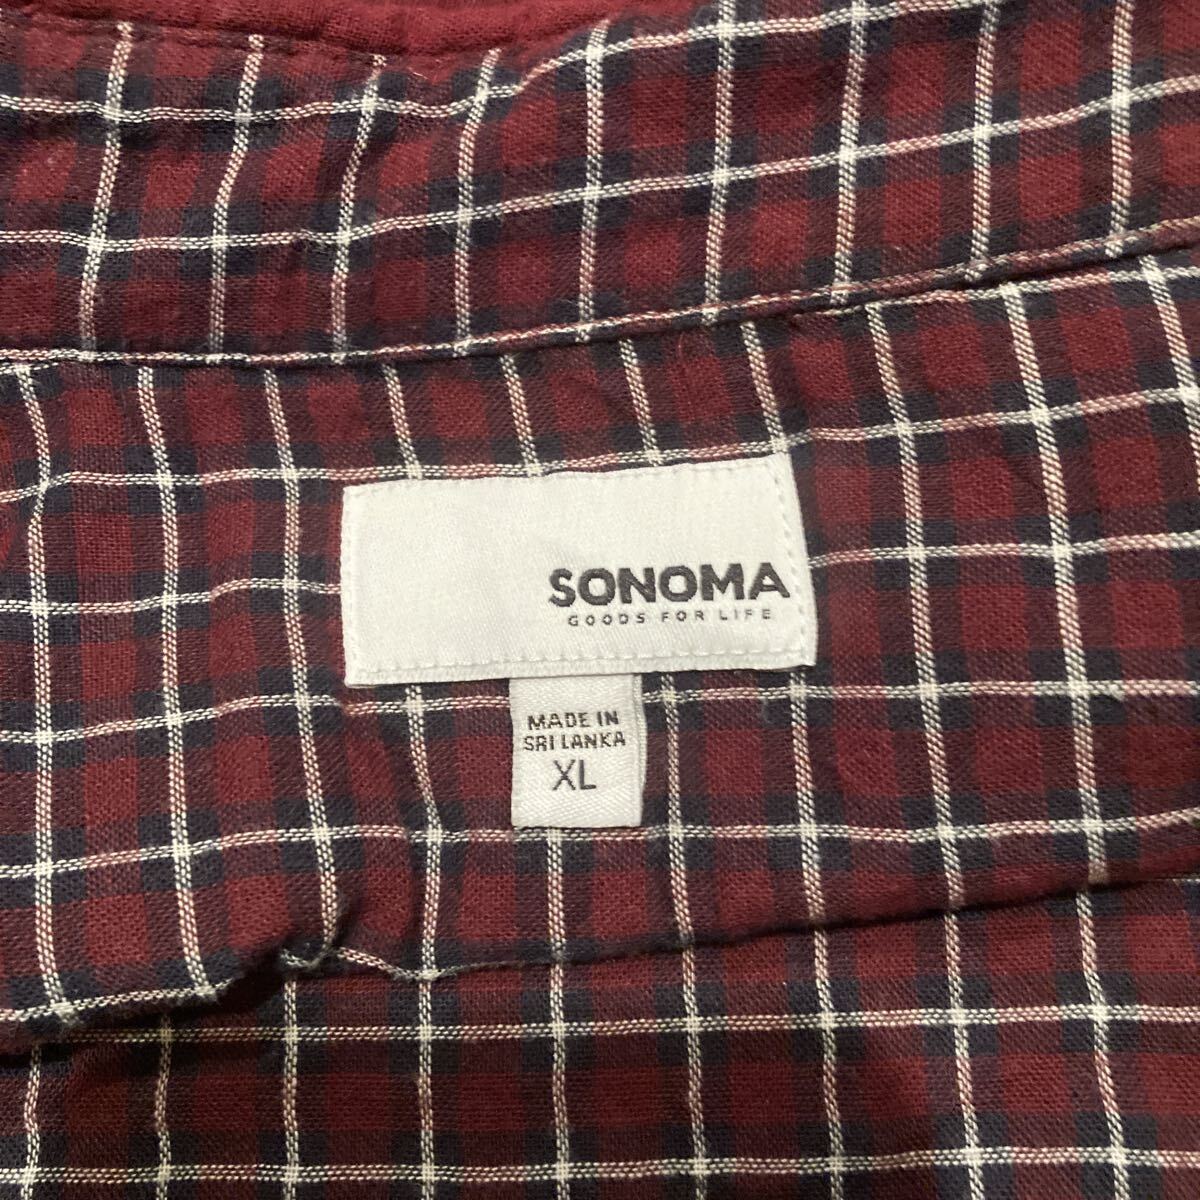 SONOMA
GOODS FOR LIFE
MADE IN
SRI LANKA
XL